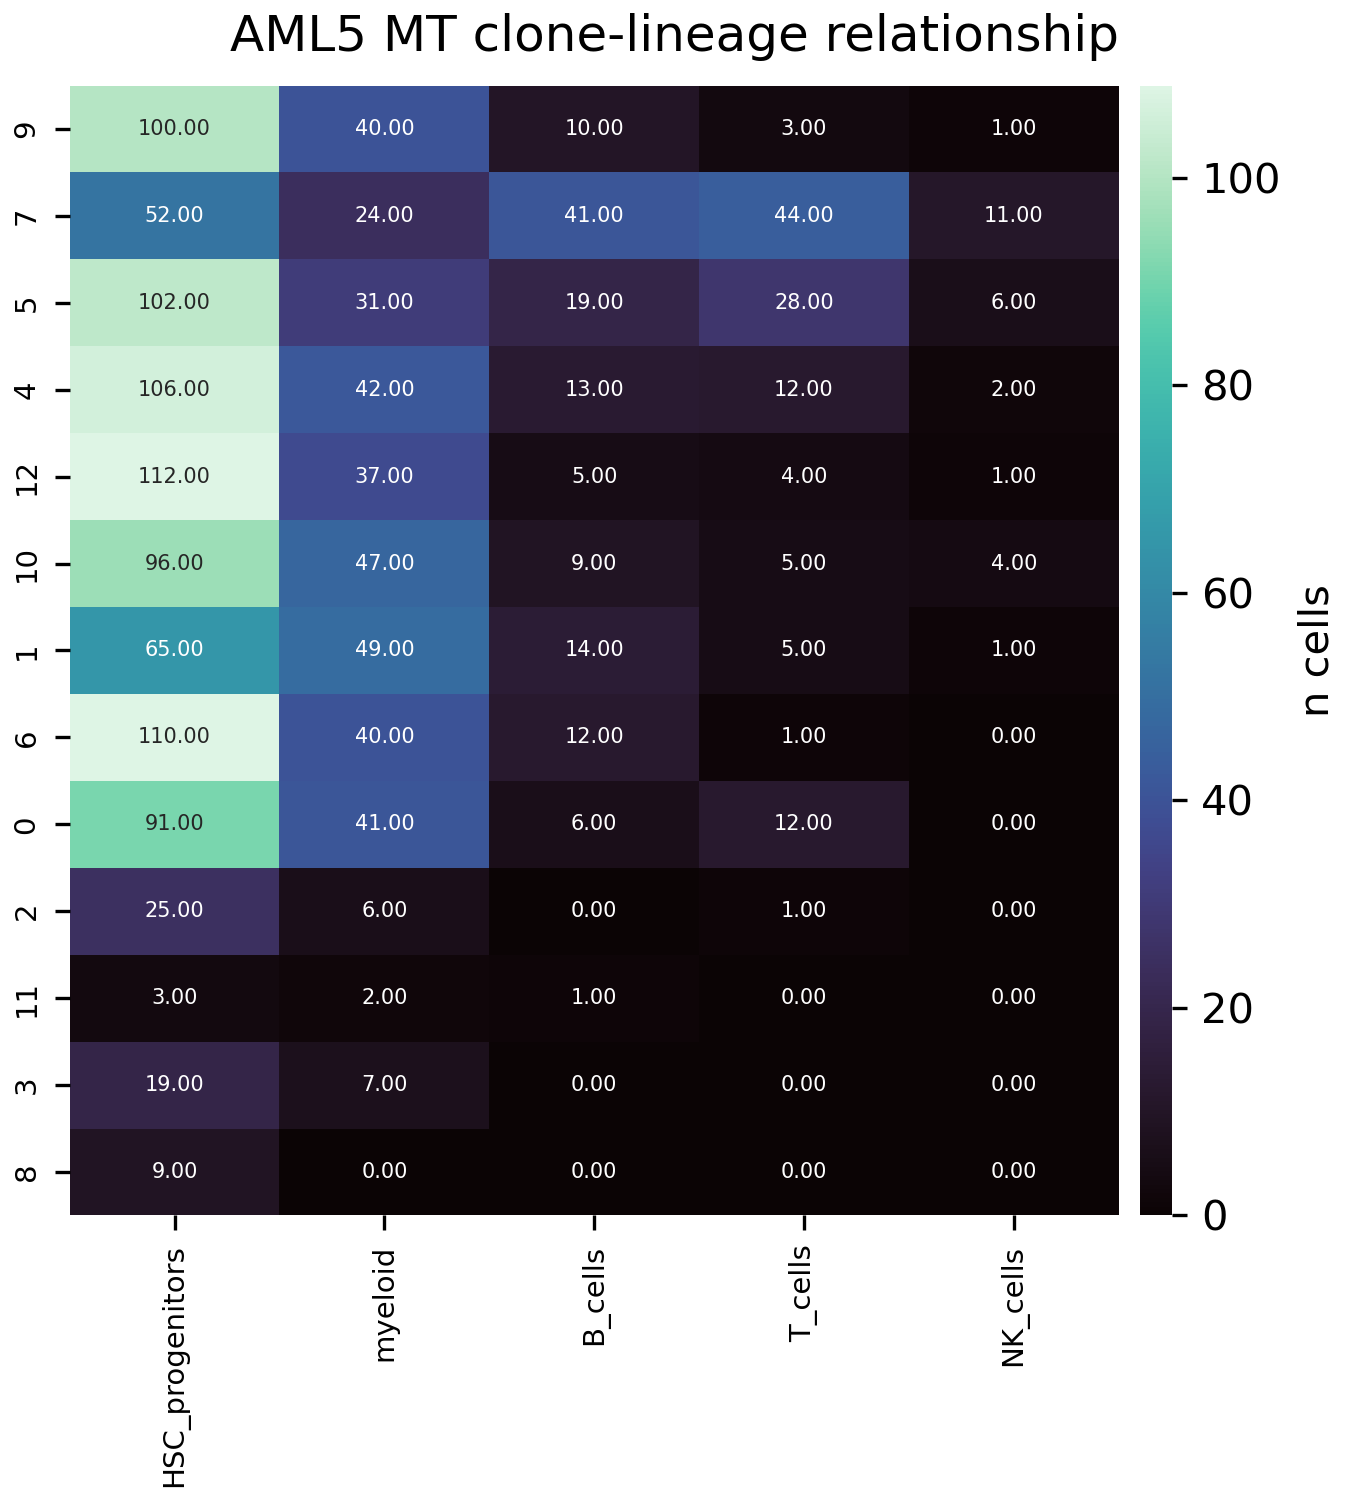 AML5 MT clone-lineage relationship
9 100.00 40.00 10.00 3.00 1.00
7 52.00 24.00 41.00 44.00 11.00
5 102.00 31.00 19.00 28.00 6.00
4 106.00 42.00 13.00 12.00 2.00
12 112.00 37.00 5.00 4.00 1.00
10 96.00 47.00 9.00 5.00 4.00
1 65.00 49.00 14.00 5.00 1.00
6 110.00 40.00 12.00 1.00 0.00
0 91.00 41.00 6.00 12.00 0.00
2 25.00 6.00 0.00 1.00 0.00
11 3.00 2.00 1.00 0.00 0.00
3 19.00 7.00 0.00 0.00 0.00
8 9.00 0.00 0.00 0.00 0.00
HSC_progenitors
myeloid
B_cells
T_cells
NK_cells
100
80
60
40
20
0
n cells